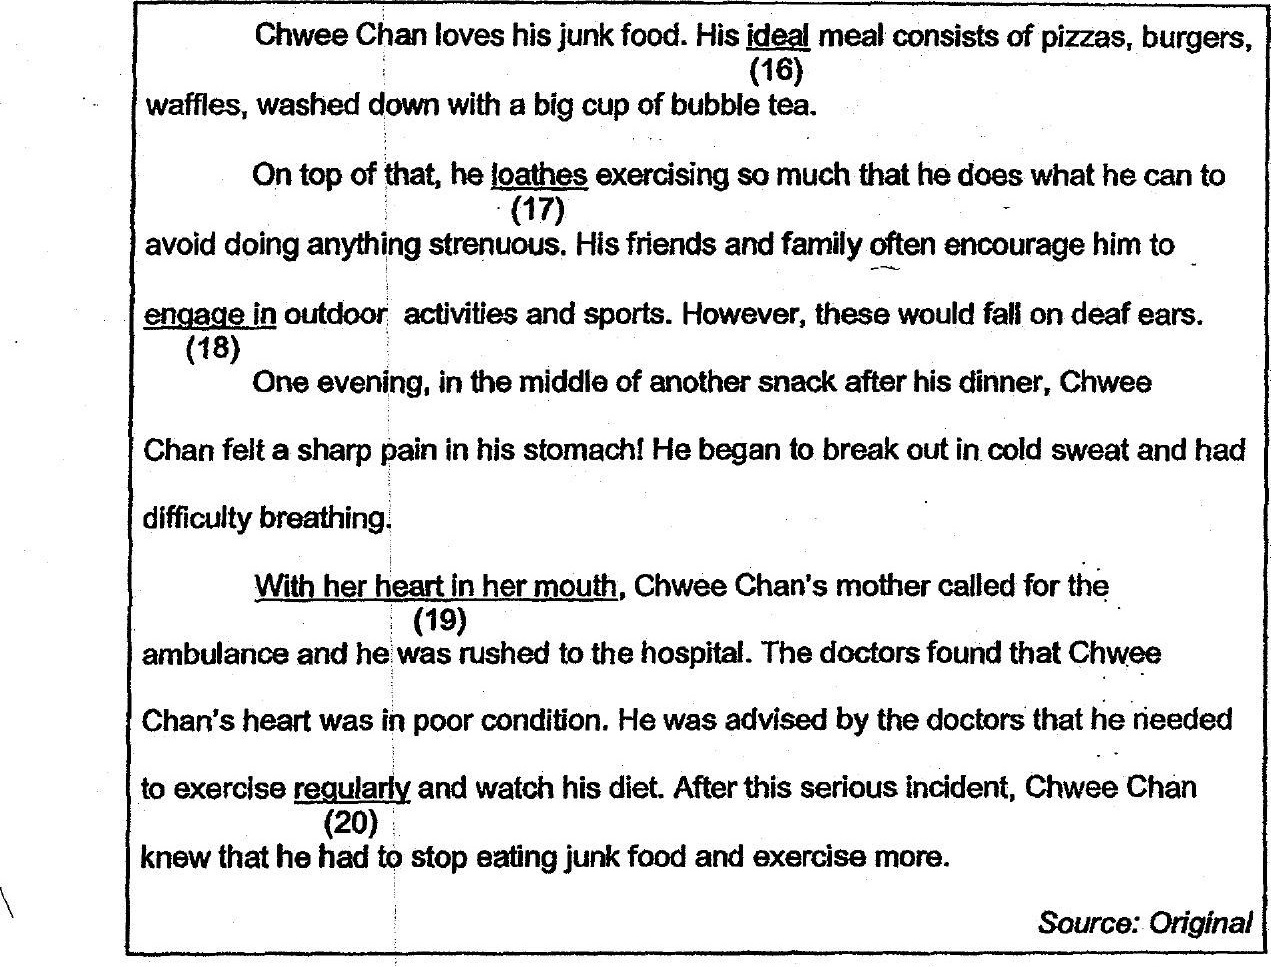 Chwee Chan loves his junk food. His ideal meal consists of pizzas, burgers,
(16)
waffles, washed down with a big cup of bubble tea.
On top of that, he loathes exercising so much that he does what he can to
(17)
avoid doing anything strenuous. His friends and family often encourage him to
engage in outdoor activities and sports. However, these would fall on deaf ears.
(18)
One evening, in the middle of another snack after his dinner, Chwee
Chan felt a sharp pain in his stomach! He began to break out in cold sweat and had
difficulty breathing.
With her heart in her mouth, Chwee Chan's mother called for the
(19)
ambulance and he was rushed to the hospital. The doctors found that Chwee
Chan's heart was in poor condition. He was advised by the doctors that he needed
to exercise regularly and watch his diet. After this serious incident, Chwee Chan
(20)
knew that he had to stop eating junk food and exercise more.
Source: Original